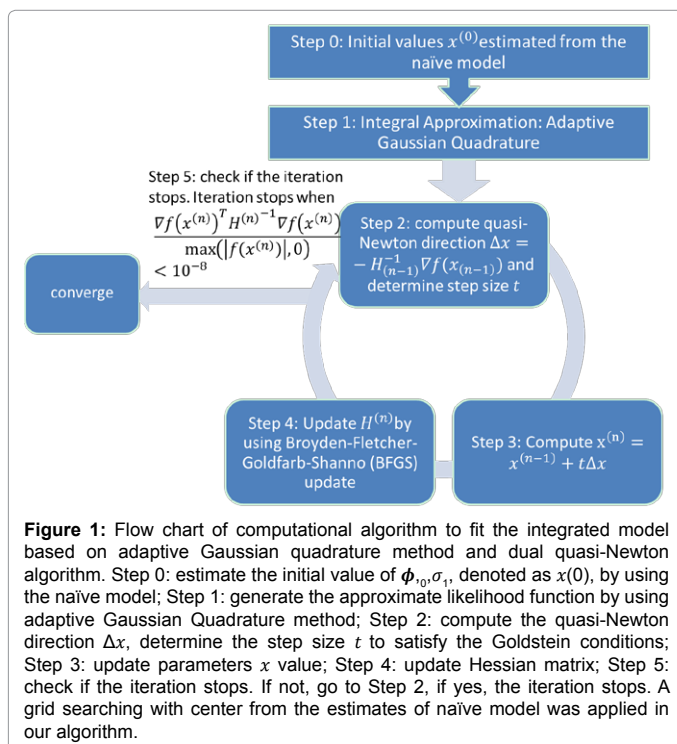 Step 0: Initial values x^(0) estimated from the
naïve model
Step 1: Integral Approximation: Adaptive
Gaussian Quadrature
Step 5: check if the iteration
stops. Iteration stops when
∇f(x^(n))^T H^(n)^-1 ∇f(x^(n))
max(|f(x^(n))|,0)
< 10^-8
Step 2: compute quasi-
Newton direction Δx =
− H^-1_(n-1) ∇f(x_(n-1)) and
determine step size t
converge
Step 4: Update H^(n) by
using Broyden-Fletcher-
Goldfarb-Shanno (BFGS)
update
Step 3: Compute x^(n) =
x^(n-1) + tΔx
Figure 1: Flow chart of computational algorithm to fit the integrated model
based on adaptive Gaussian quadrature method and dual quasi-Newton
algorithm. Step 0: estimate the initial value of ϕ,₀,σ₁, denoted as x(0), by using
the naïve model; Step 1: generate the approximate likelihood function by using
adaptive Gaussian Quadrature method; Step 2: compute the quasi-Newton
direction Δx, determine the step size t to satisfy the Goldstein conditions;
Step 3: update parameters x value; Step 4: update Hessian matrix; Step 5:
check if the iteration stops. If not, go to Step 2, if yes, the iteration stops. A
grid searching with center from the estimates of naïve model was applied in
our algorithm.